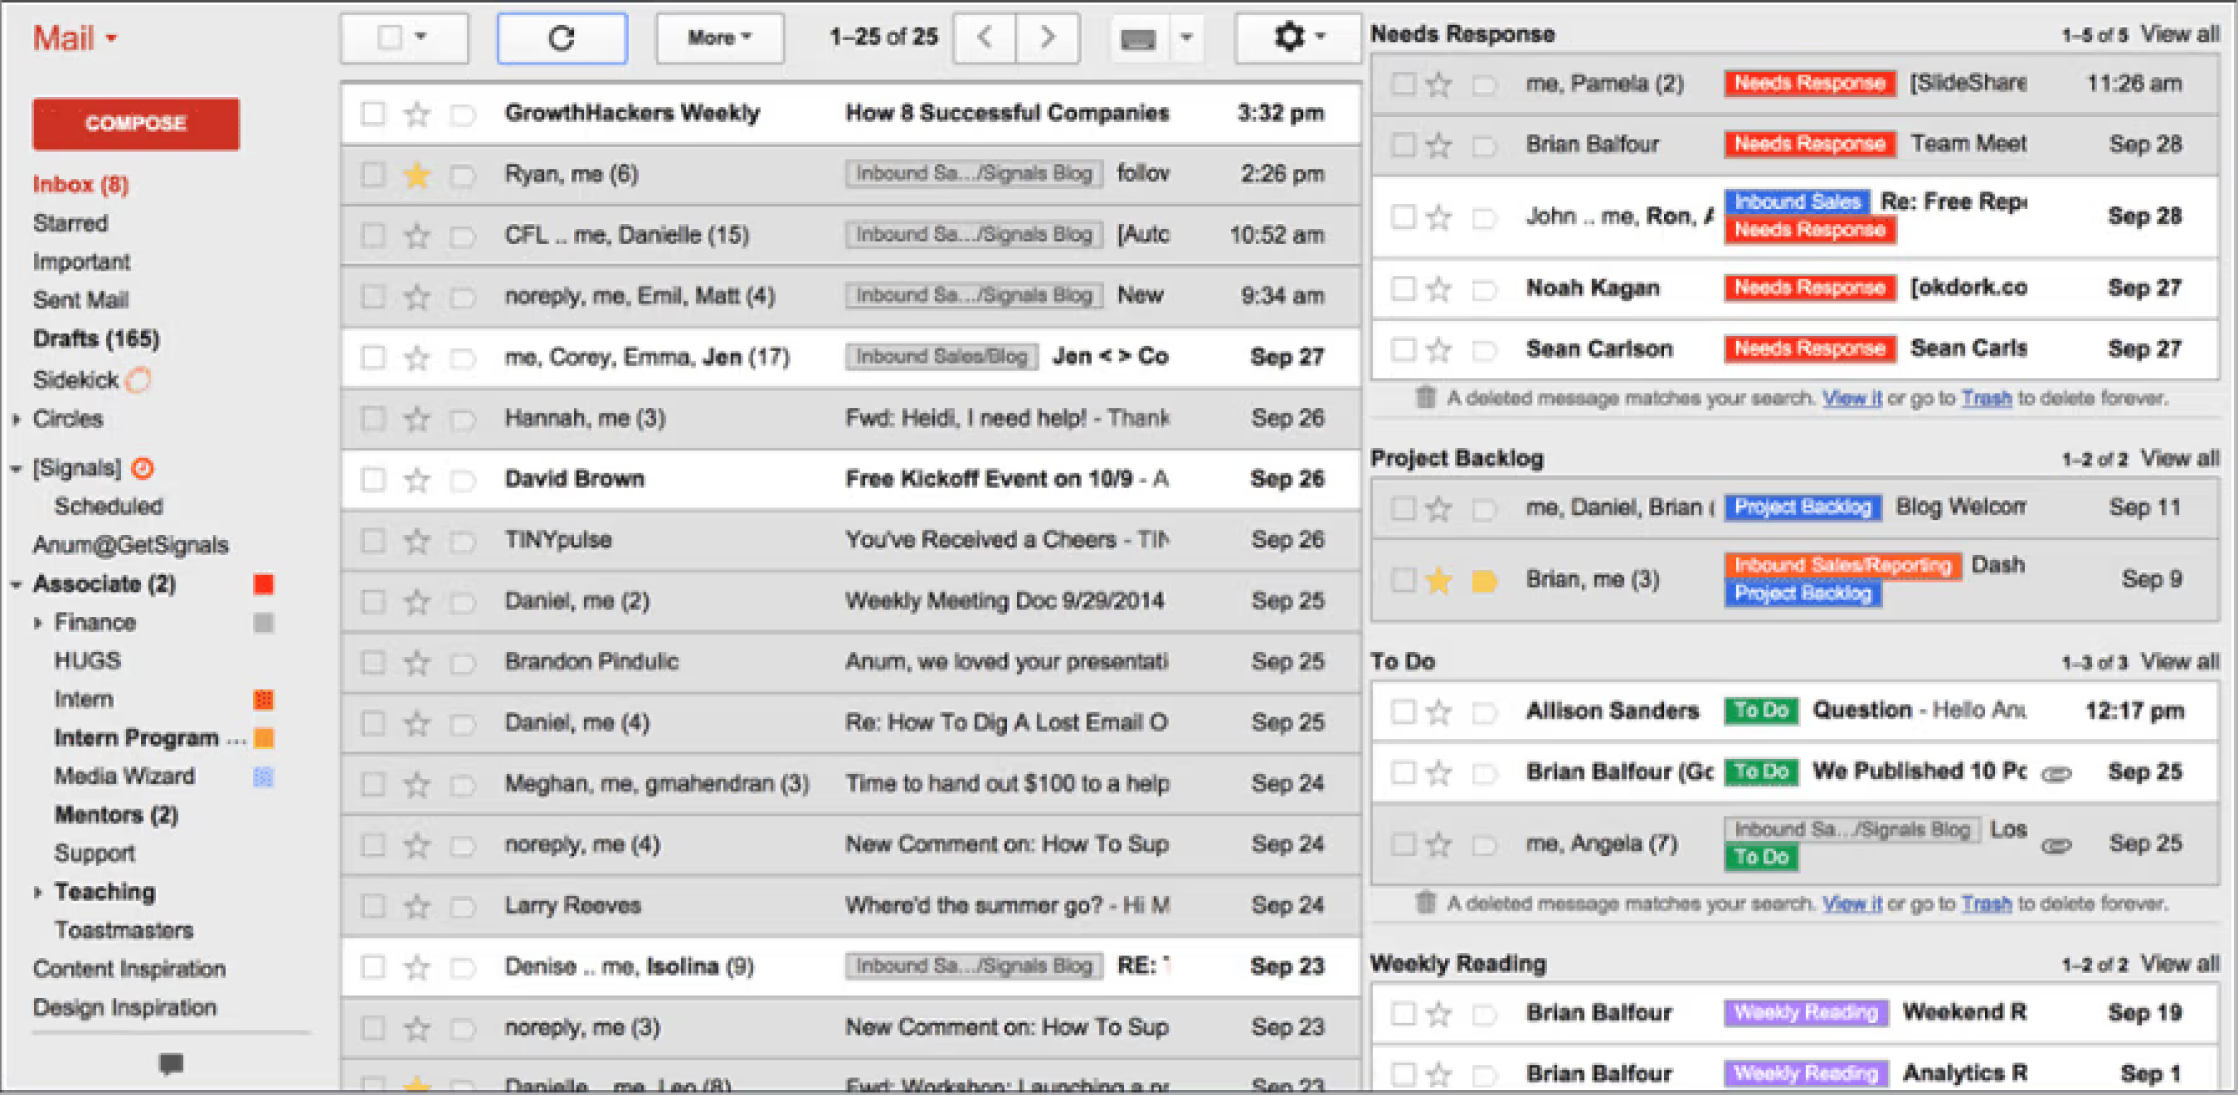 Mail
COMPOSE
Inbox (8)
Starred
Important
Sent Mail
Drafts (165)
Sidekick
Circles
[Signals]
Scheduled
Anum@GetSignals
Associate (2)
Finance
HUGS
Intern
Intern Program ...
Media Wizard
Mentors (2)
Support
Teaching
Toastmasters
Content Inspiration
Design Inspiration
More 1–25 of 25
GrowthHackers Weekly How 8 Successful Companies 3:32 pm
Ryan, me (6) Inbound Sa.../Signals Blog 2:26 pm
CFL .. me, Danielle (15) Inbound Sa.../Signals Blog 10:52 am
noreply, me, Emil, Matt (4) Inbound Sa.../Signals Blog New 9:34 am
me, Corey, Emma, Jen (17) Inbound Sales/Blog Jen < > Co Sep 27
Hannah, me (3) Fwd: Heidi, I need help! - Thank Sep 26
David Brown Free Kickoff Event on 10/9 - A Sep 26
TINYpulse You've Received a Cheers - Sep 26
Daniel, me (2) Weekly Meeting Doc 9/29/2014 Sep 25
Brandon Pindulic Anum, we loved your presentati Sep 25
Daniel, me (4) Re: How To Dig A Lost Email O Sep 25
Meghan, me, gmahendran (3) Time to hand out $100 to a help Sep 24
noreply, me (4) New Comment on: How To Sup Sep 24
Larry Reeves Where'd the summer go? - Hi M Sep 24
Denise .. me, Isolina (9) Inbound Sa.../Signals Blog RE: Sep 23
noreply, me (3) New Comment on: How To Sup Sep 23
Danielle .. me, Leo (8) Fwd: Workshop: Launching a Sep 23
Needs Response 1–5 of 5 View all
me, Pamela (2) Needs Response [SlideShare 11:26 am
Brian Balfour Needs Response Team Meet Sep 28
John .. me, Ron, Inbound Sales Re: Free Sep 28
Needs Response
Noah Kagan Needs Response [okdork.co Sep 27
Sean Carlson Needs Response Sean Carls Sep 27
A deleted message matches your search. View it or go to Trash to delete forever.
Project Backlog 1–2 of 2 View all
me, Daniel, Brian ( Project Backlog Blog Sep 11
Brian, me (3) Inbound Sales/Reporting Dash Sep 9
Project Backlog
To Do 1–3 of 3 View all
Allison Sanders To Do Question - Hello Sep 12:17 pm
Brian Balfour (Gc To Do We Published 10 Sep 25
me, Angela (7) Inbound Sa.../Signals Blog Los Sep 25
To Do
A deleted message matches your search. View it or go to Trash to delete forever.
Weekly Reading 1–2 of 2 View all
Brian Balfour Weekly Reading Weekend R Sep 19
Brian Balfour Weekly Reading Analytics R Sep 1